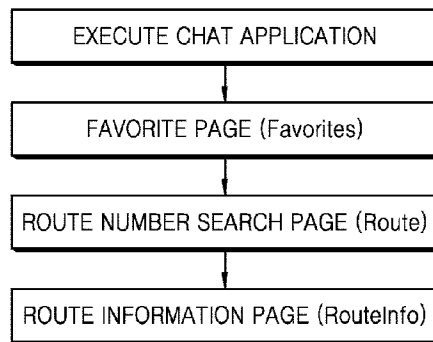 EXECUTE CHAT APPLICATION
FAVORITE PAGE (Favorites)
ROUTE NUMBER SEARCH PAGE (Route)
ROUTE INFORMATION PAGE (RouteInfo)